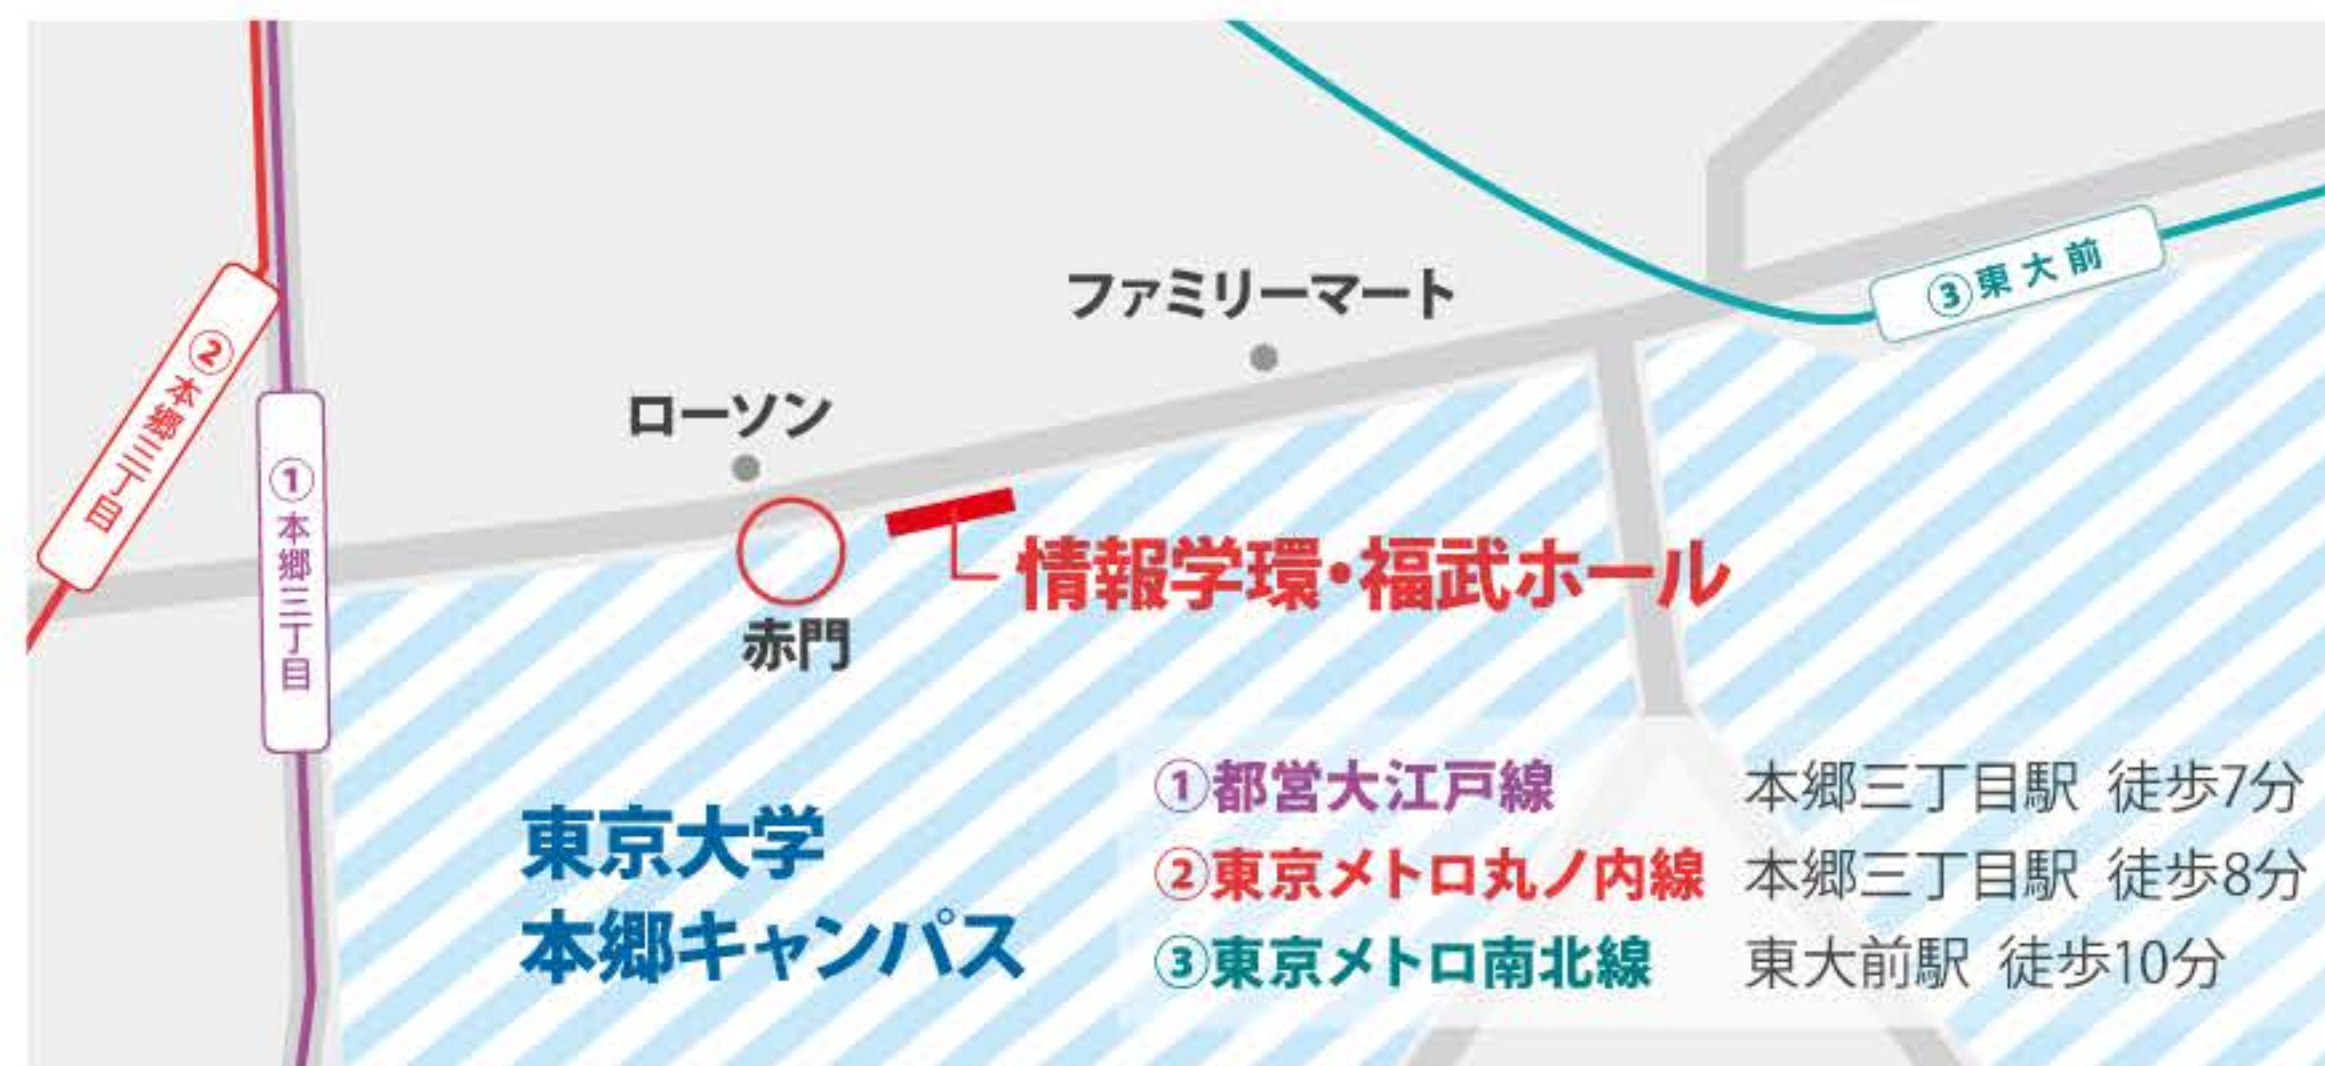 ③東大前
ファミリーマート
②本郷三丁目
ローソン
①本郷三丁目
情報学環・福武ホール
赤門
東京大学
本郷キャンパス
①都営大江戸線 本郷三丁目駅 徒歩7分
②東京メトロ丸ノ内線 本郷三丁目駅 徒歩8分
③東京メトロ南北線 東大前駅 徒歩10分